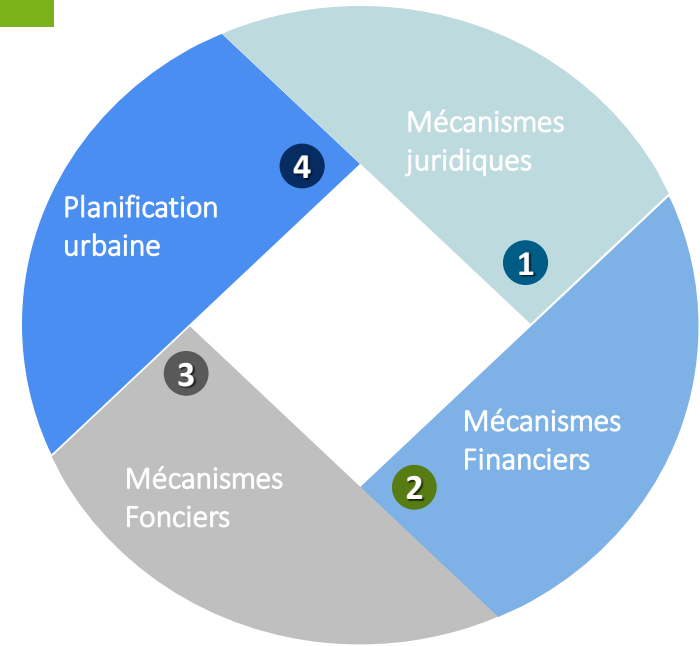 Mécanismes
juridiques
1
Mécanismes
Financiers
2
Mécanismes
Fonciers
3
Planification
urbaine
4